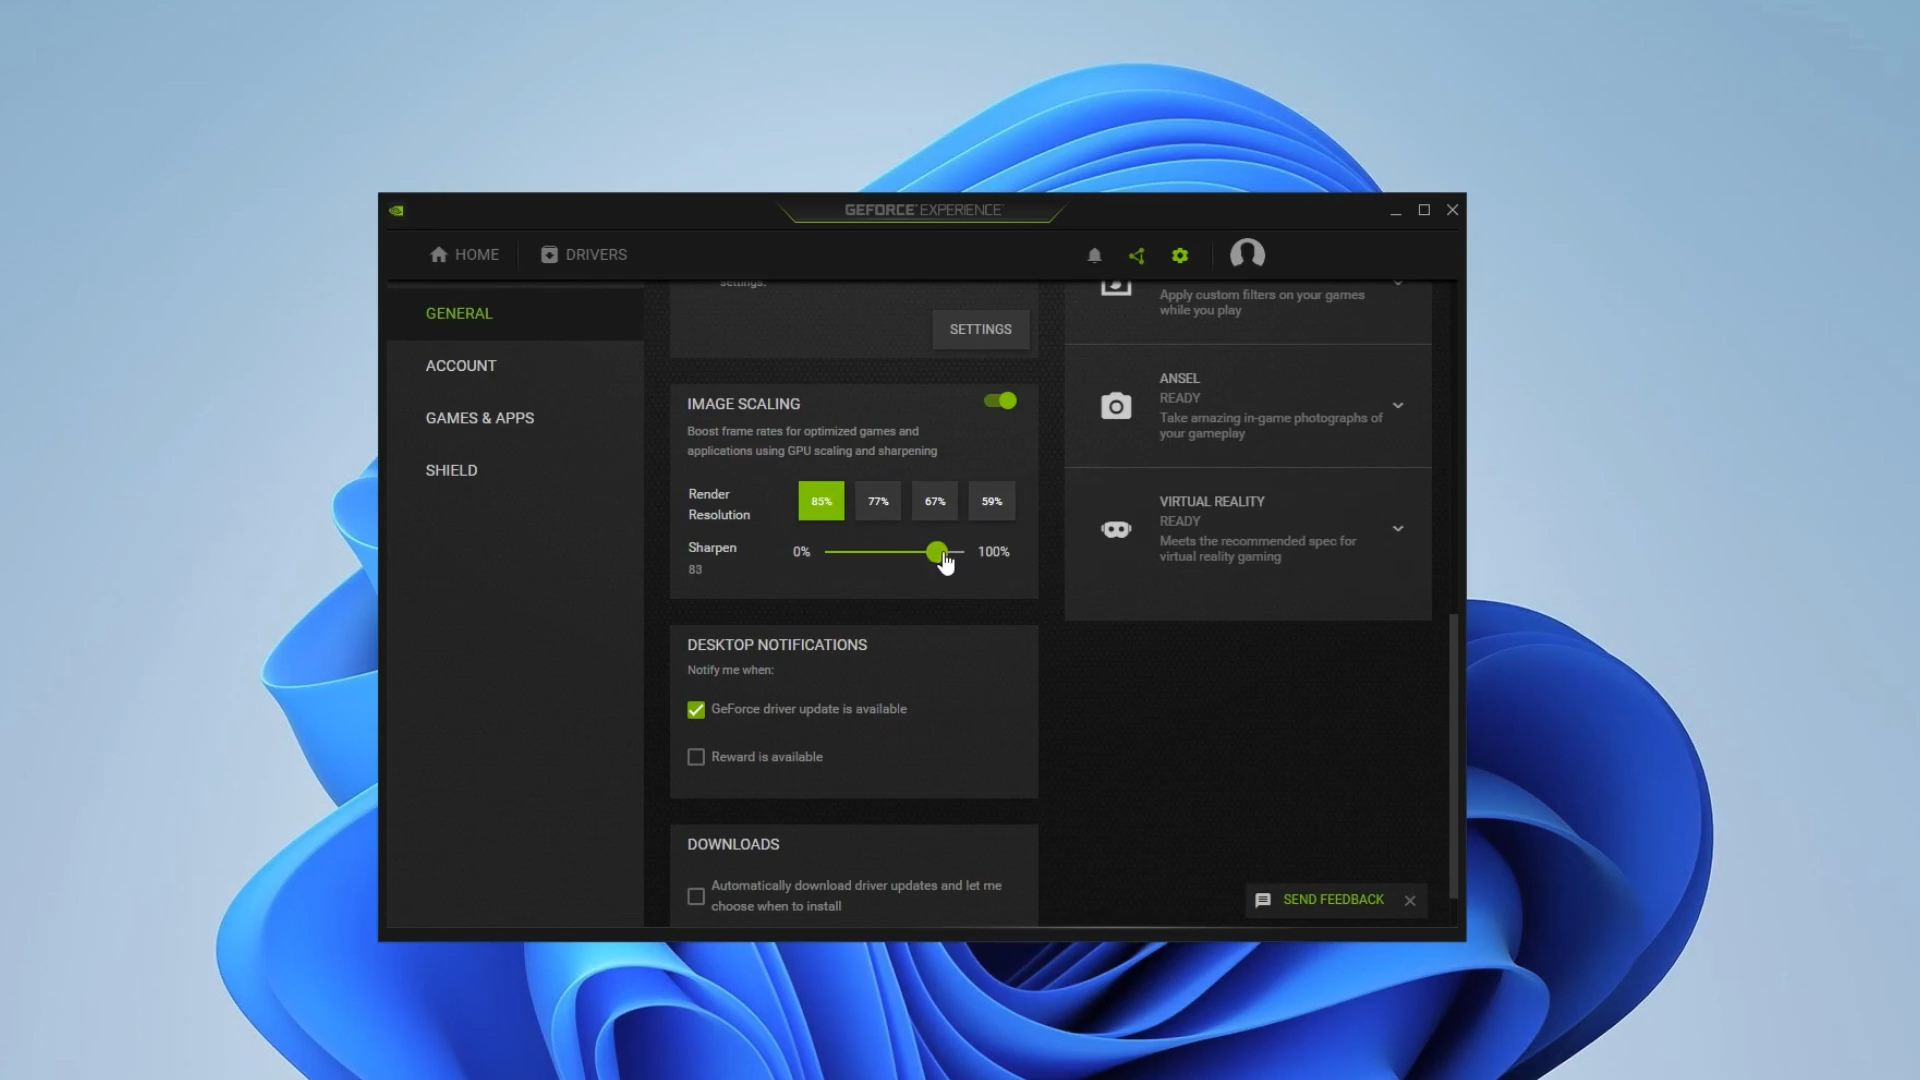 GEFORCE EXPERIENCE
HOME
DRIVERS
GENERAL
ACCOUNT
GAMES & APPS
SHIELD
settings.
SETTINGS
IMAGE SCALING
Boost frame rates for optimized games and
applications using GPU scaling and sharpening
Render
Resolution
85%
77%
67%
59%
Sharpen
83
0%
100%
DESKTOP NOTIFICATIONS
Notify me when:
GeForce driver update is available
Reward is available
DOWNLOADS
Automatically download driver updates and let me
choose when to install
Apply custom filters on your games
while you play
ANSEL
READY
Take amazing in-game photographs of
your gameplay
VIRTUAL REALITY
READY
Meets the recommended spec for
virtual reality gaming
SEND FEEDBACK